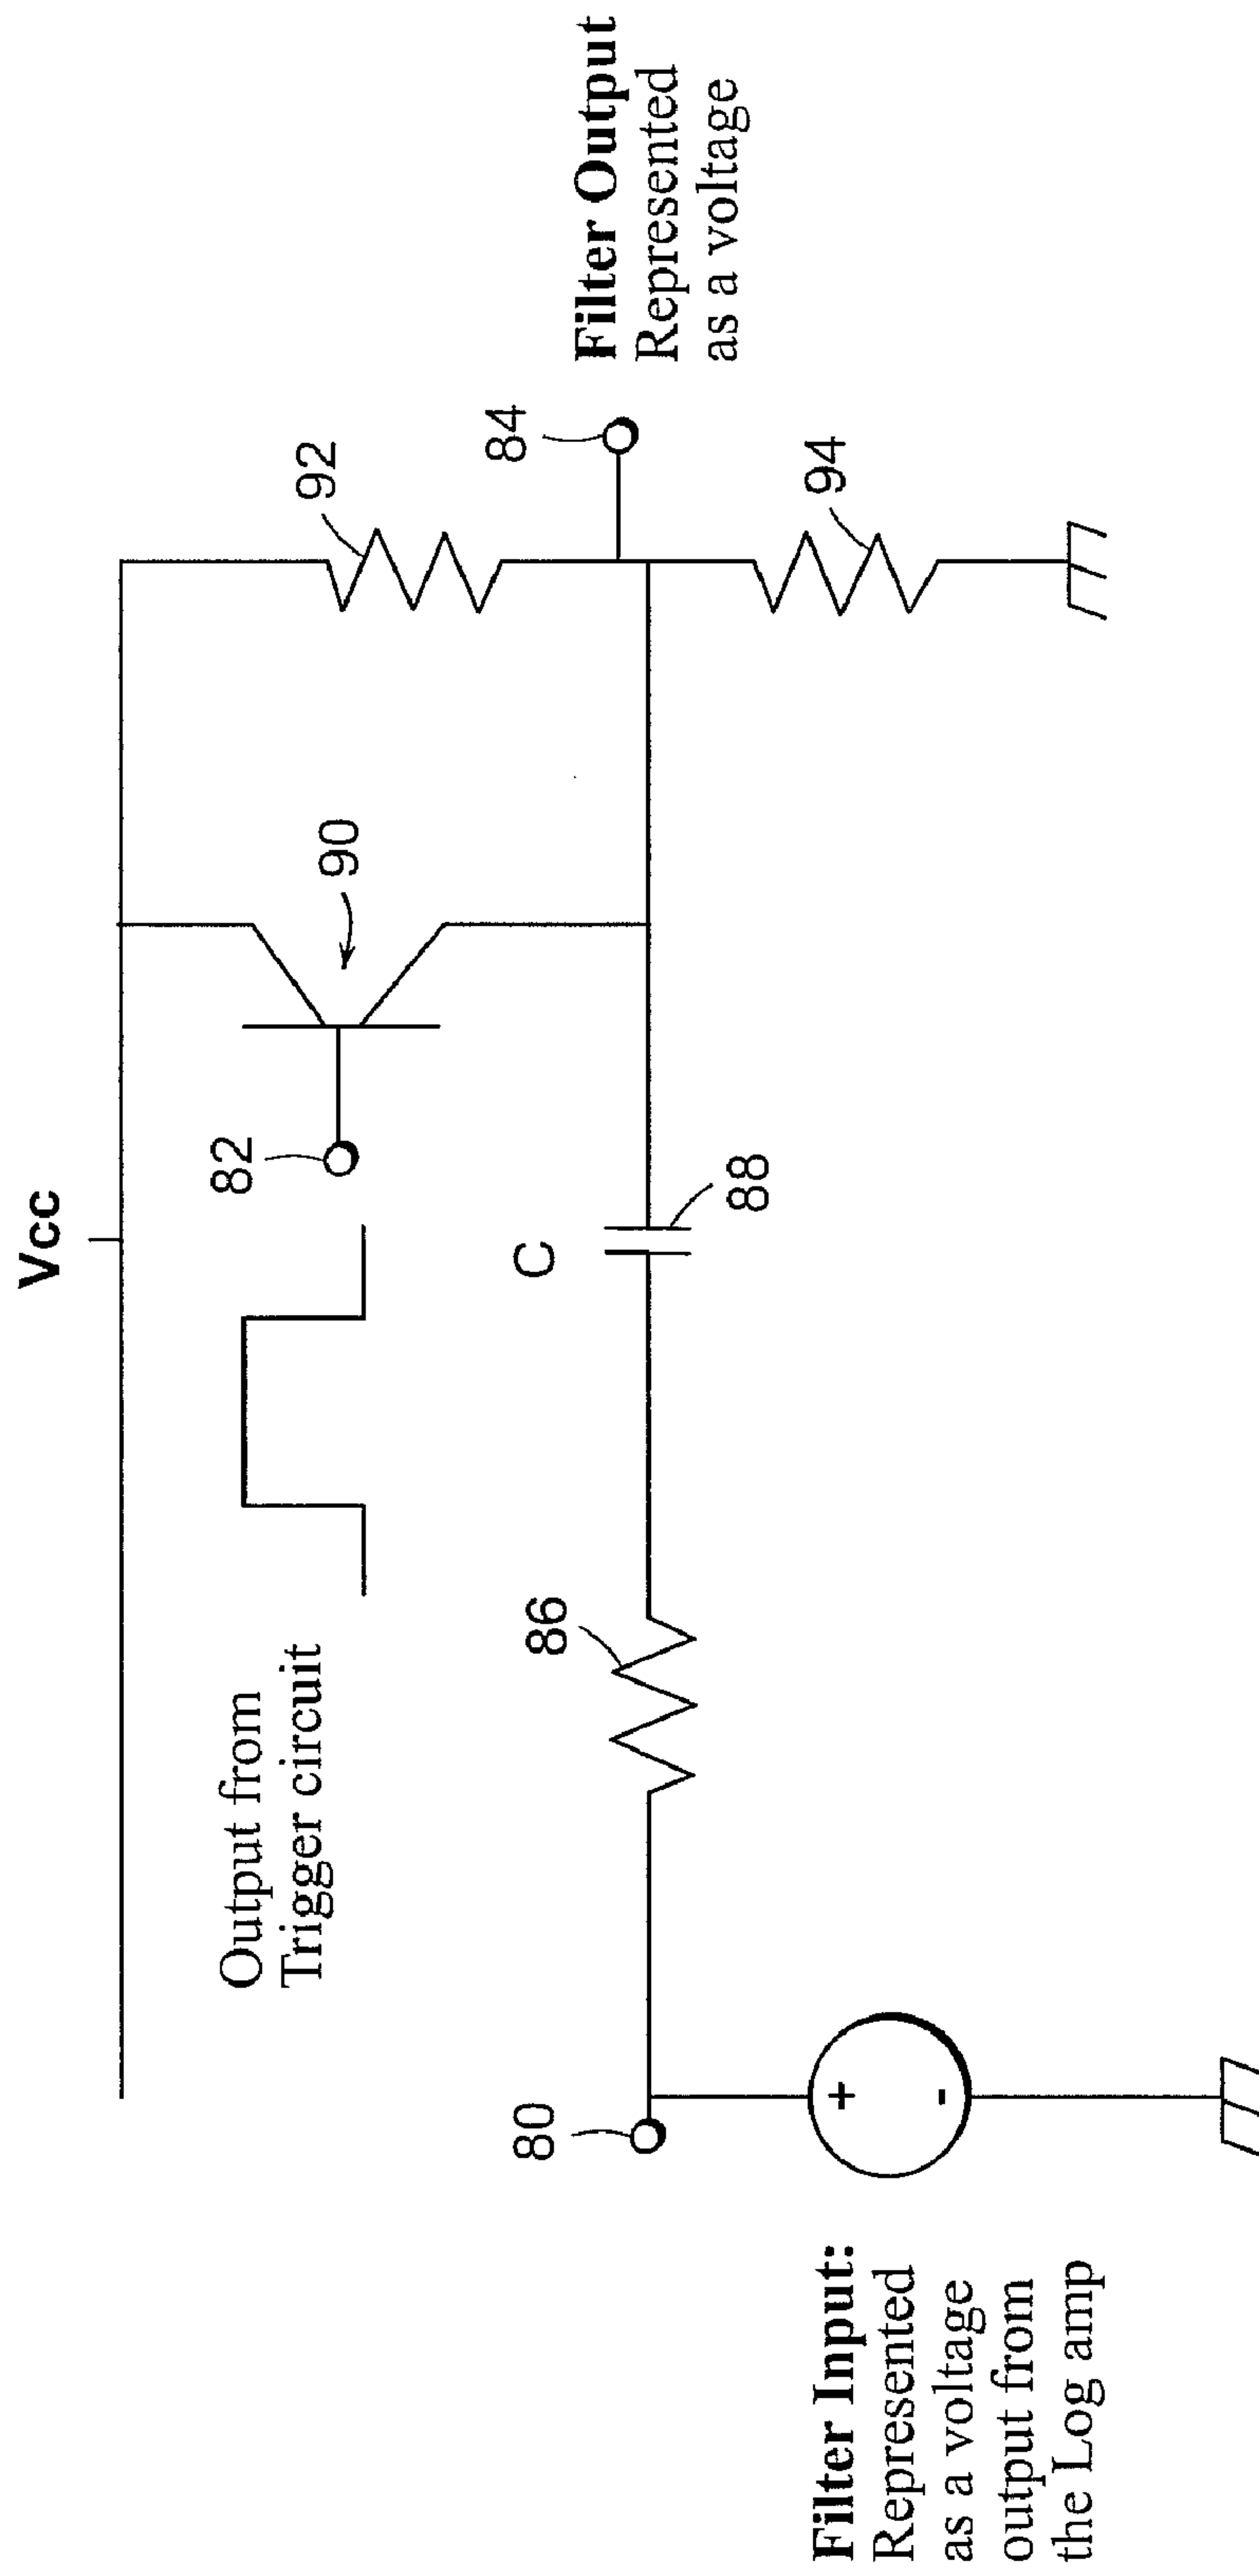 Vcc
Output from
Trigger circuit
82
90
92
84
Filter Output
Represented
as a voltage
86
C
88
94
80
+
-
Filter Input:
Represented
as a voltage
output from
the Log amp